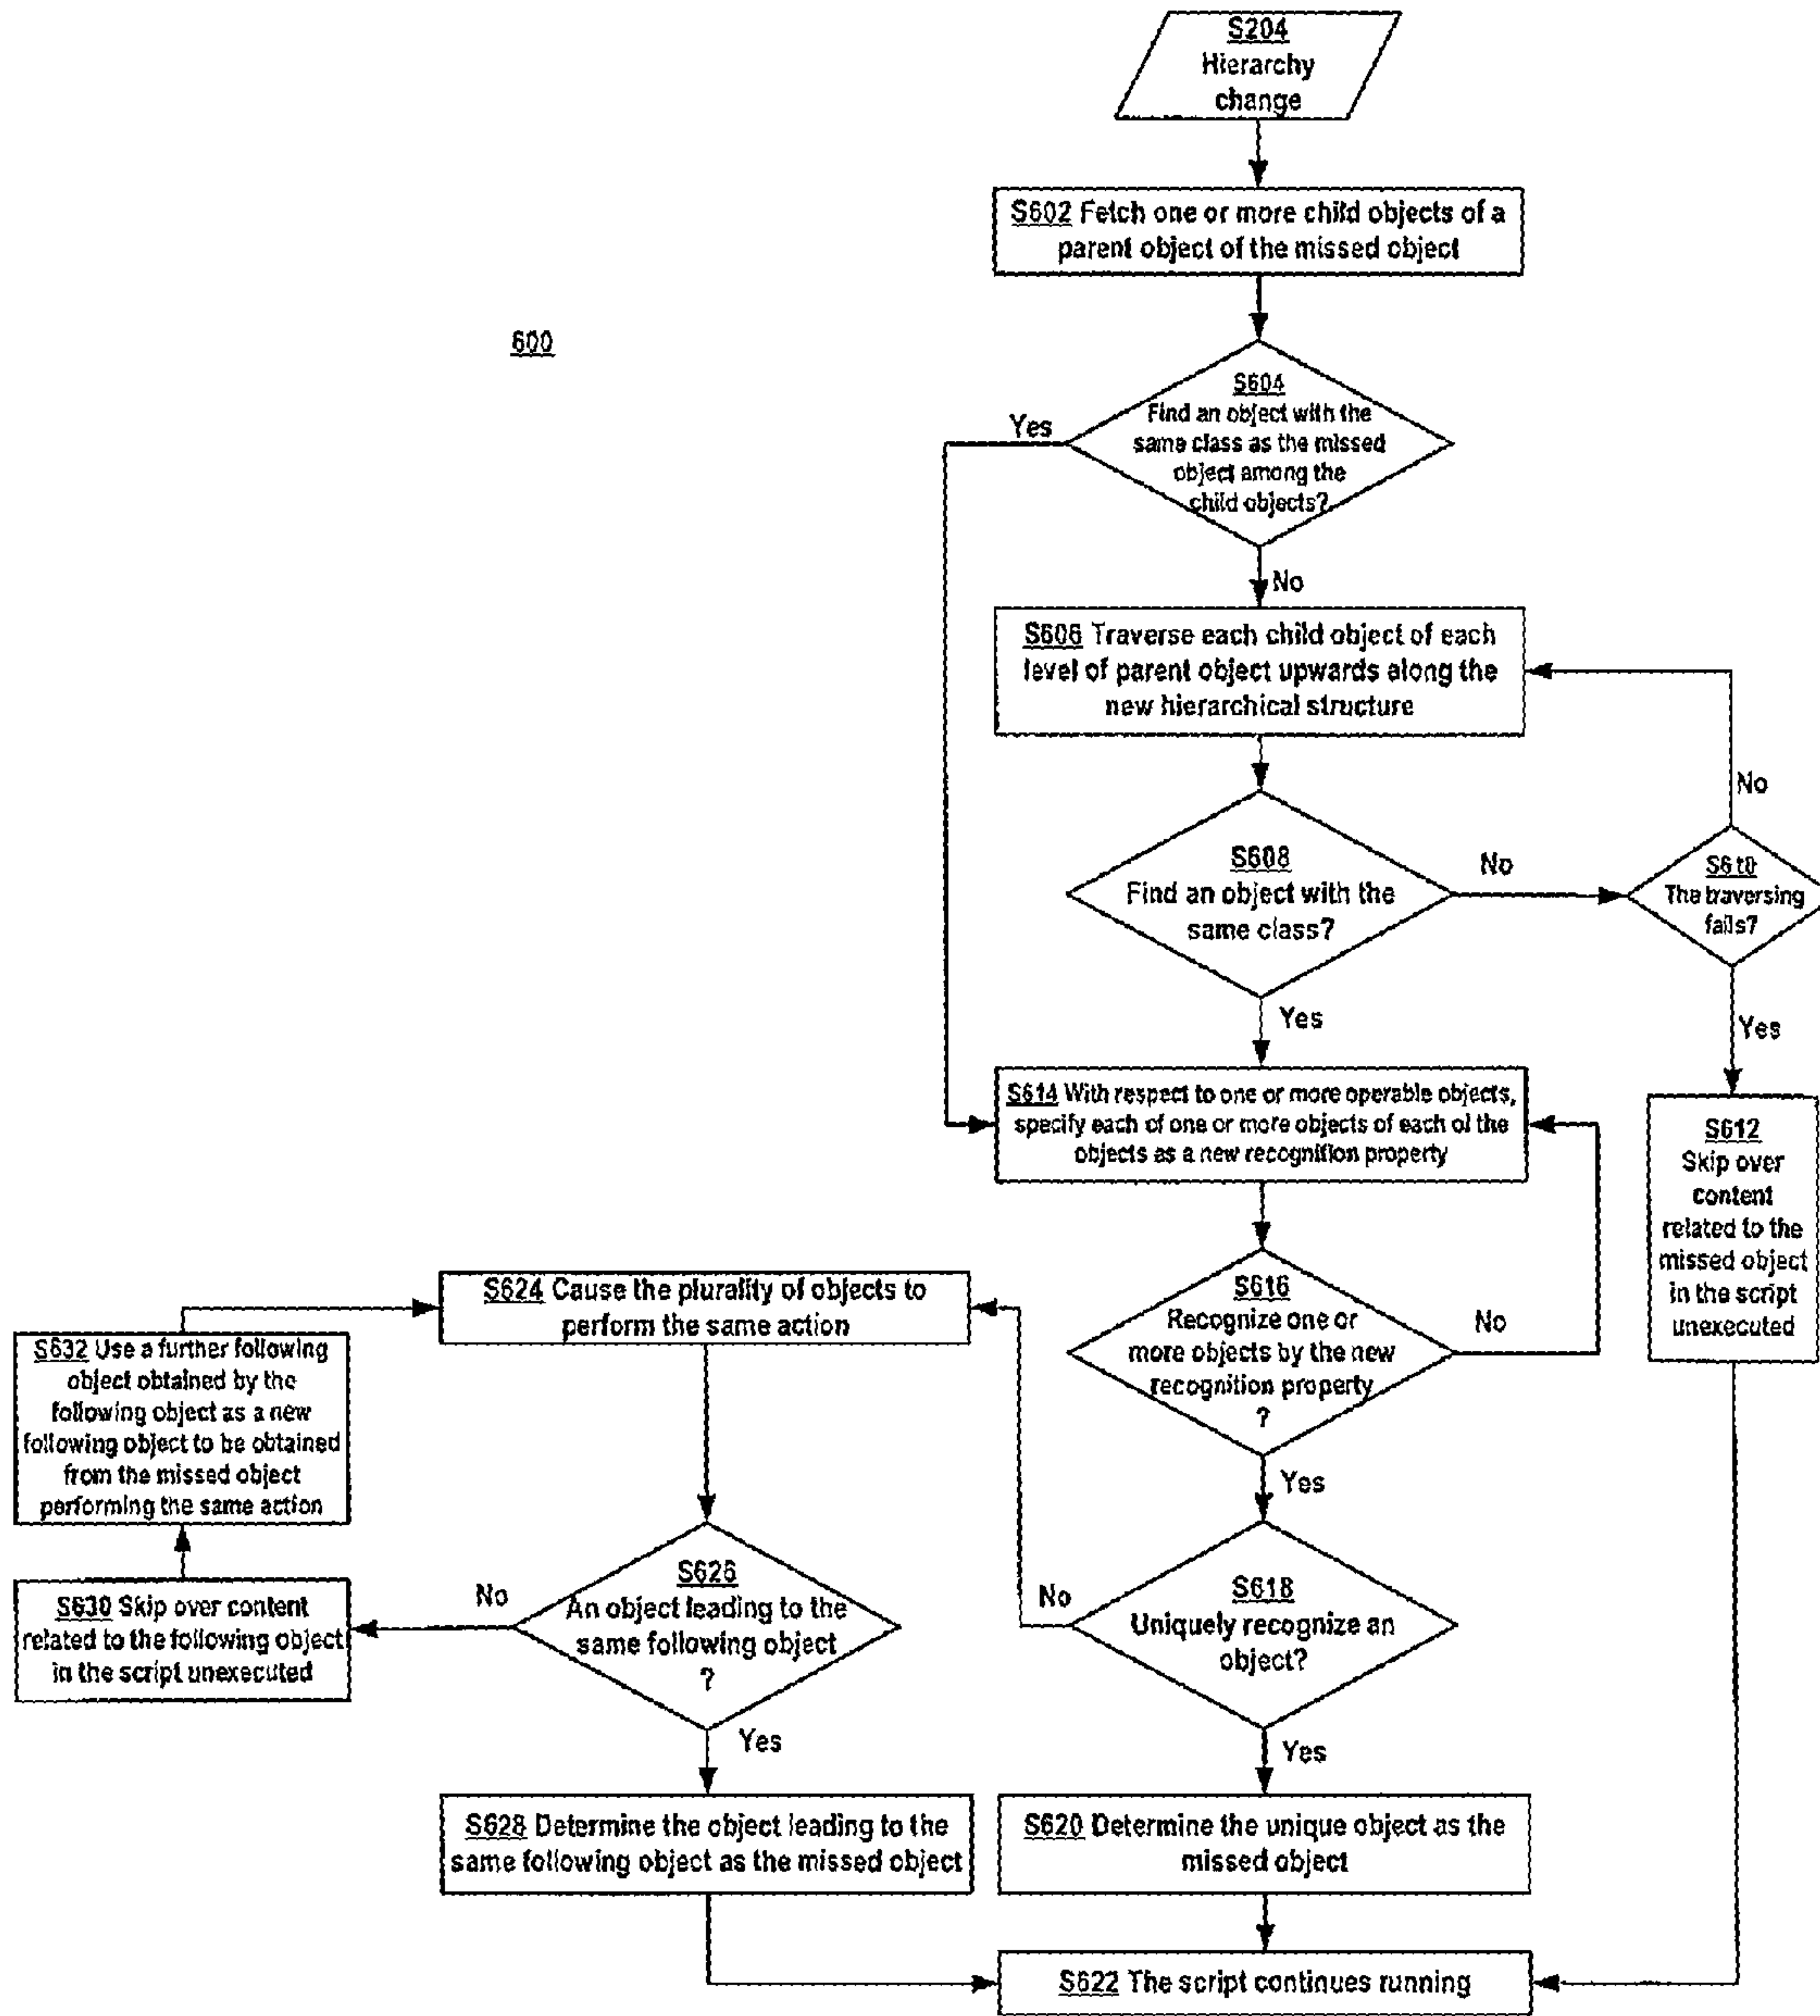 S204
Hierarchy
change
S602 Fetch one or more child objects of a
parent object of the missed object
600
S604
Find an object with the
same class as the missed
object among the
child objects?
Yes
No
S606 Traverse each child object of each
level of parent object upwards along the
new hierarchical structure
No
S608
Find an object with the
same class?
No
S610
The traversing
fails?
Yes
Yes
S614 With respect to one or more operable objects,
specify each of one or more objects of each of the
objects as a new recognition property
S612
Skip over
content
related to the
missed object
in the script
unexecuted
S616
Recognize one or
more objects by the new
recognition property
?
No
Yes
S624 Cause the plurality of objects to
perform the same action
S632 Use a further following
object obtained by the
following object as a new
following object to be obtained
from the missed object
performing the same action
S618
Uniquely recognize an
object?
No
Yes
S626
An object leading to the
same following object
?
No
Yes
S630 Skip over content
related to the following object
in the script unexecuted
S628 Determine the object leading to the
same following object as the missed object
S620 Determine the unique object as the
missed object
S622 The script continues running